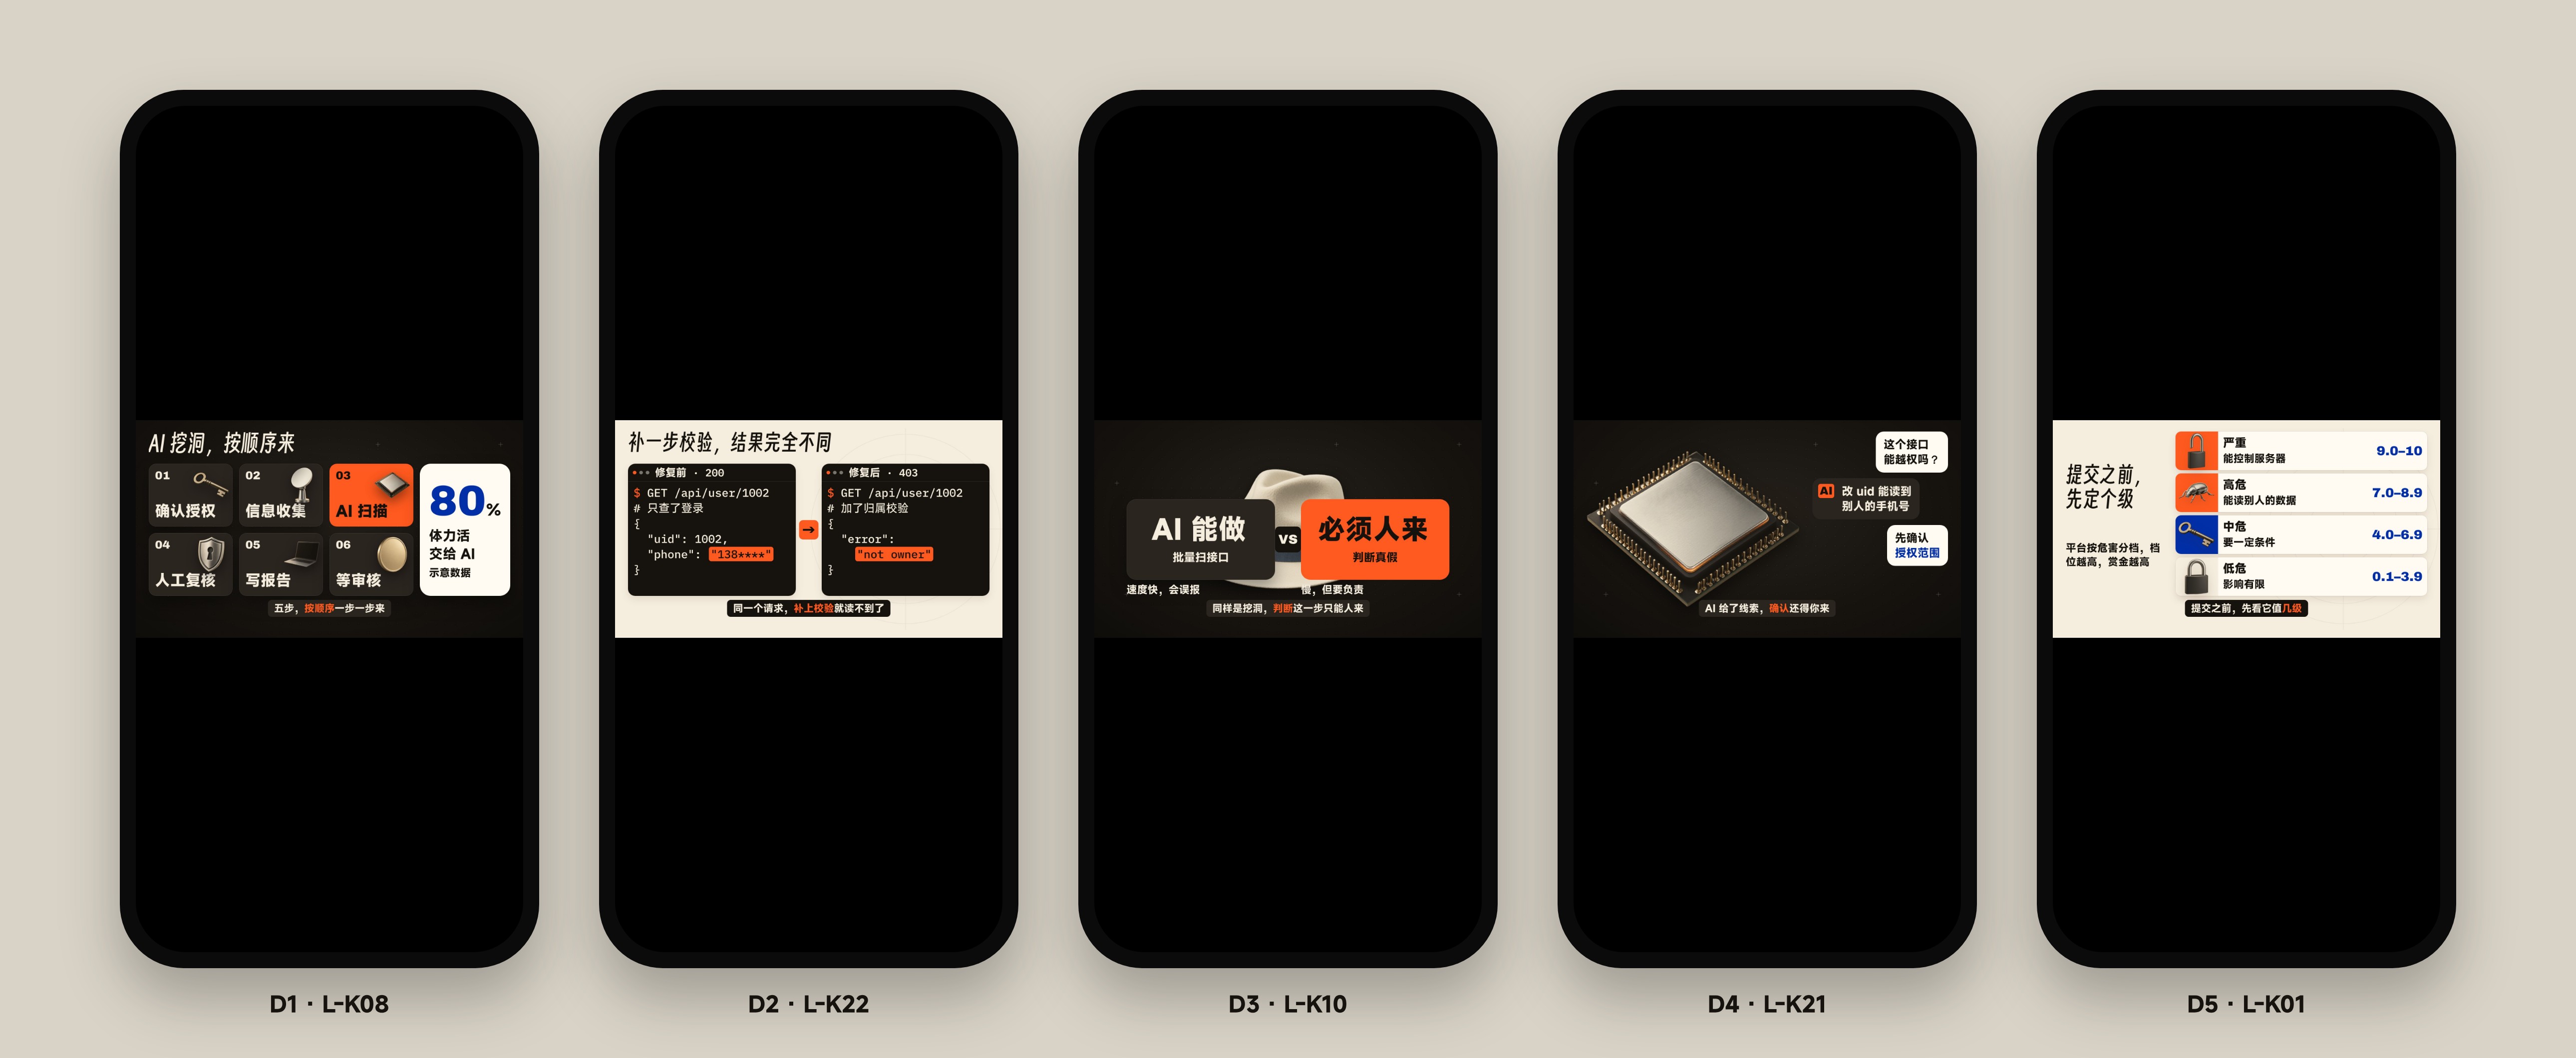 AI 挖洞，按顺序来
01
确认授权
02
信息收集
03
AI 扫描
04
人工复核
05
写报告
06
等审核
80%
体力活
交给 AI
示意数据
五步，按顺序一步一步来
D1 · L-K08
补一步校验，结果完全不同
修复前 · 200
$ GET /api/user/1002
# 只查了登录
{
"uid": 1002,
"phone": "138****"
}
→
修复后 · 403
$ GET /api/user/1002
# 加了归属校验
{
"error":
"not owner"
}
同一个请求，补上校验就读不到了
D2 · L-K22
AI 能做
批量扫接口
VS
必须人来
判断真假
速度快，会误报
慢，但要负责
同样是挖洞，判断这一步只能人来
D3 · L-K10
这个接口
能越权吗？
AI 改 uid 能读到
别人的手机号
先确认
授权范围
AI 给了线索，确认还得你来
D4 · L-K21
提交之前，
先定个级
平台按危害分档，档
位越高，赏金越高
严重
能控制服务器
9.0–10
高危
能读别人的数据
7.0–8.9
中危
要一定条件
4.0–6.9
低危
影响有限
0.1–3.9
提交之前，先看它值几级
D5 · L-K01